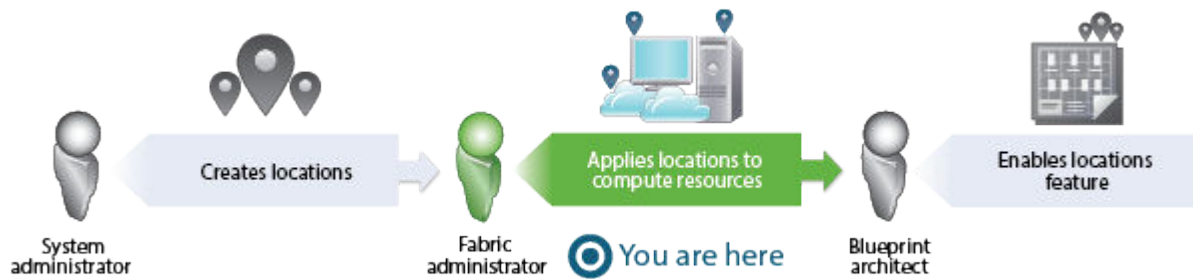 Creates locations
Applies locations to
compute resources
Enables locations
feature
System
administrator
Fabric
administrator
You are here
Blueprint
architect